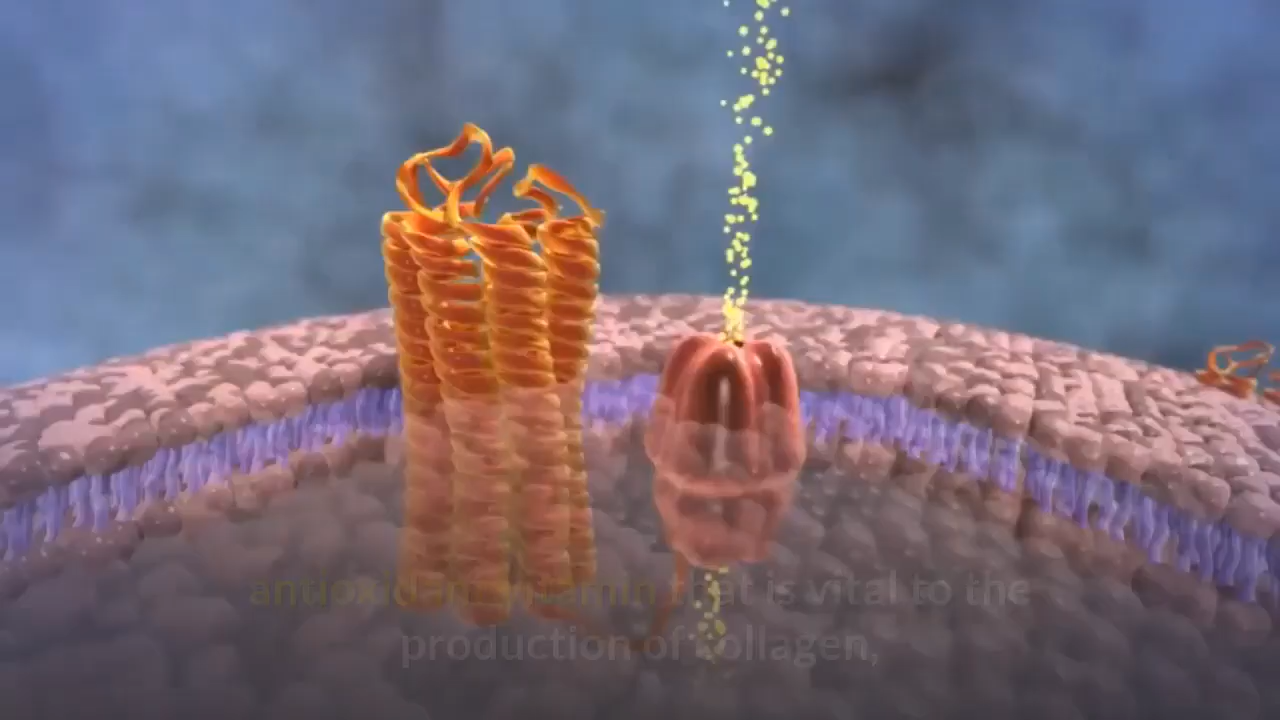 antioxidant vitamin that is vital to the
production of collagen,